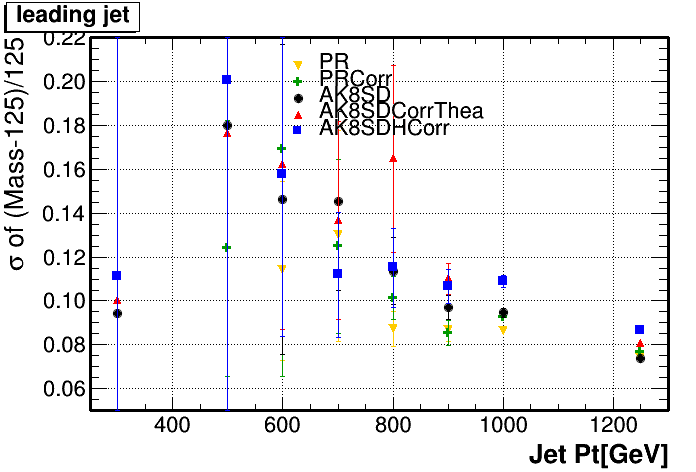 leading jet
σ of (Mass-125)/125
0.22
0.20
0.18
0.16
0.14
0.12
0.10
0.08
0.06
PR
PRCorr
AK8SD
AK8SDCorrThea
AK8SDHCorr
400 600 800 1000 1200
Jet Pt[GeV]